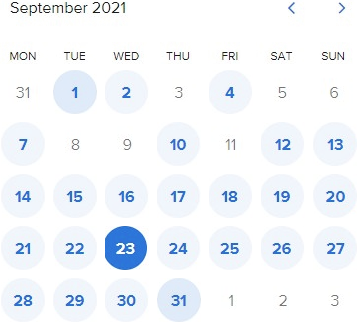 September 2021
MON TUE WED THU FRI SAT SUN
31 1 2 3 4 5 6
7 8 9 10 11 12 13
14 15 16 17 18 19 20
21 22 23 24 25 26 27
28 29 30 31 1 2 3